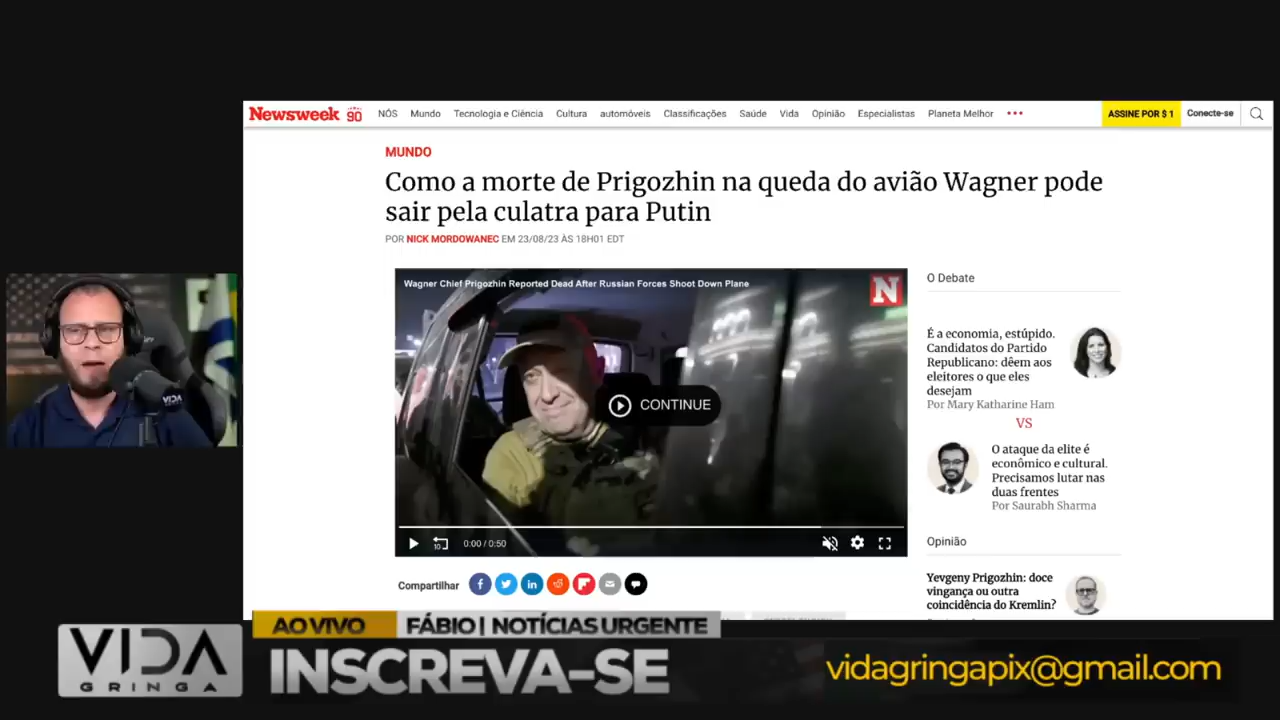 Newsweek 90
NÓS Mundo Tecnologia e Ciência Cultura automóveis Classificações Saúde Vida Opinião Especialistas Planeta Melhor
ASSINE POR $ 1 Conecte-se
MUNDO
Como a morte de Prigozhin na queda do avião Wagner pode
sair pela culatra para Putin
POR NICK MORDOWANEC EM 23/08/23 ÀS 18H01 EDT
Wagner Chief Prigozhin Reported Dead After Russian Forces Shoot Down Plane
N
CONTINUE
10
0:00 / 0:50
Compartilhar
O Debate
É a economia, estúpido.
Candidatos do Partido
Republicano: dêem aos
eleitores o que eles
desejam
Por Mary Katharine Ham
VS
O ataque da elite é
econômico e cultural.
Precisamos lutar nas
duas frentes
Por Saurabh Sharma
Opinião
Yevgeny Prigozhin: doce
vingança ou outra
coincidência do Kremlin?
VIDA
AO VIVO FÁBIO | NOTÍCIAS URGENTE
VIDA
GRINGA
INSCREVA-SE
vidagringapix@gmail.com